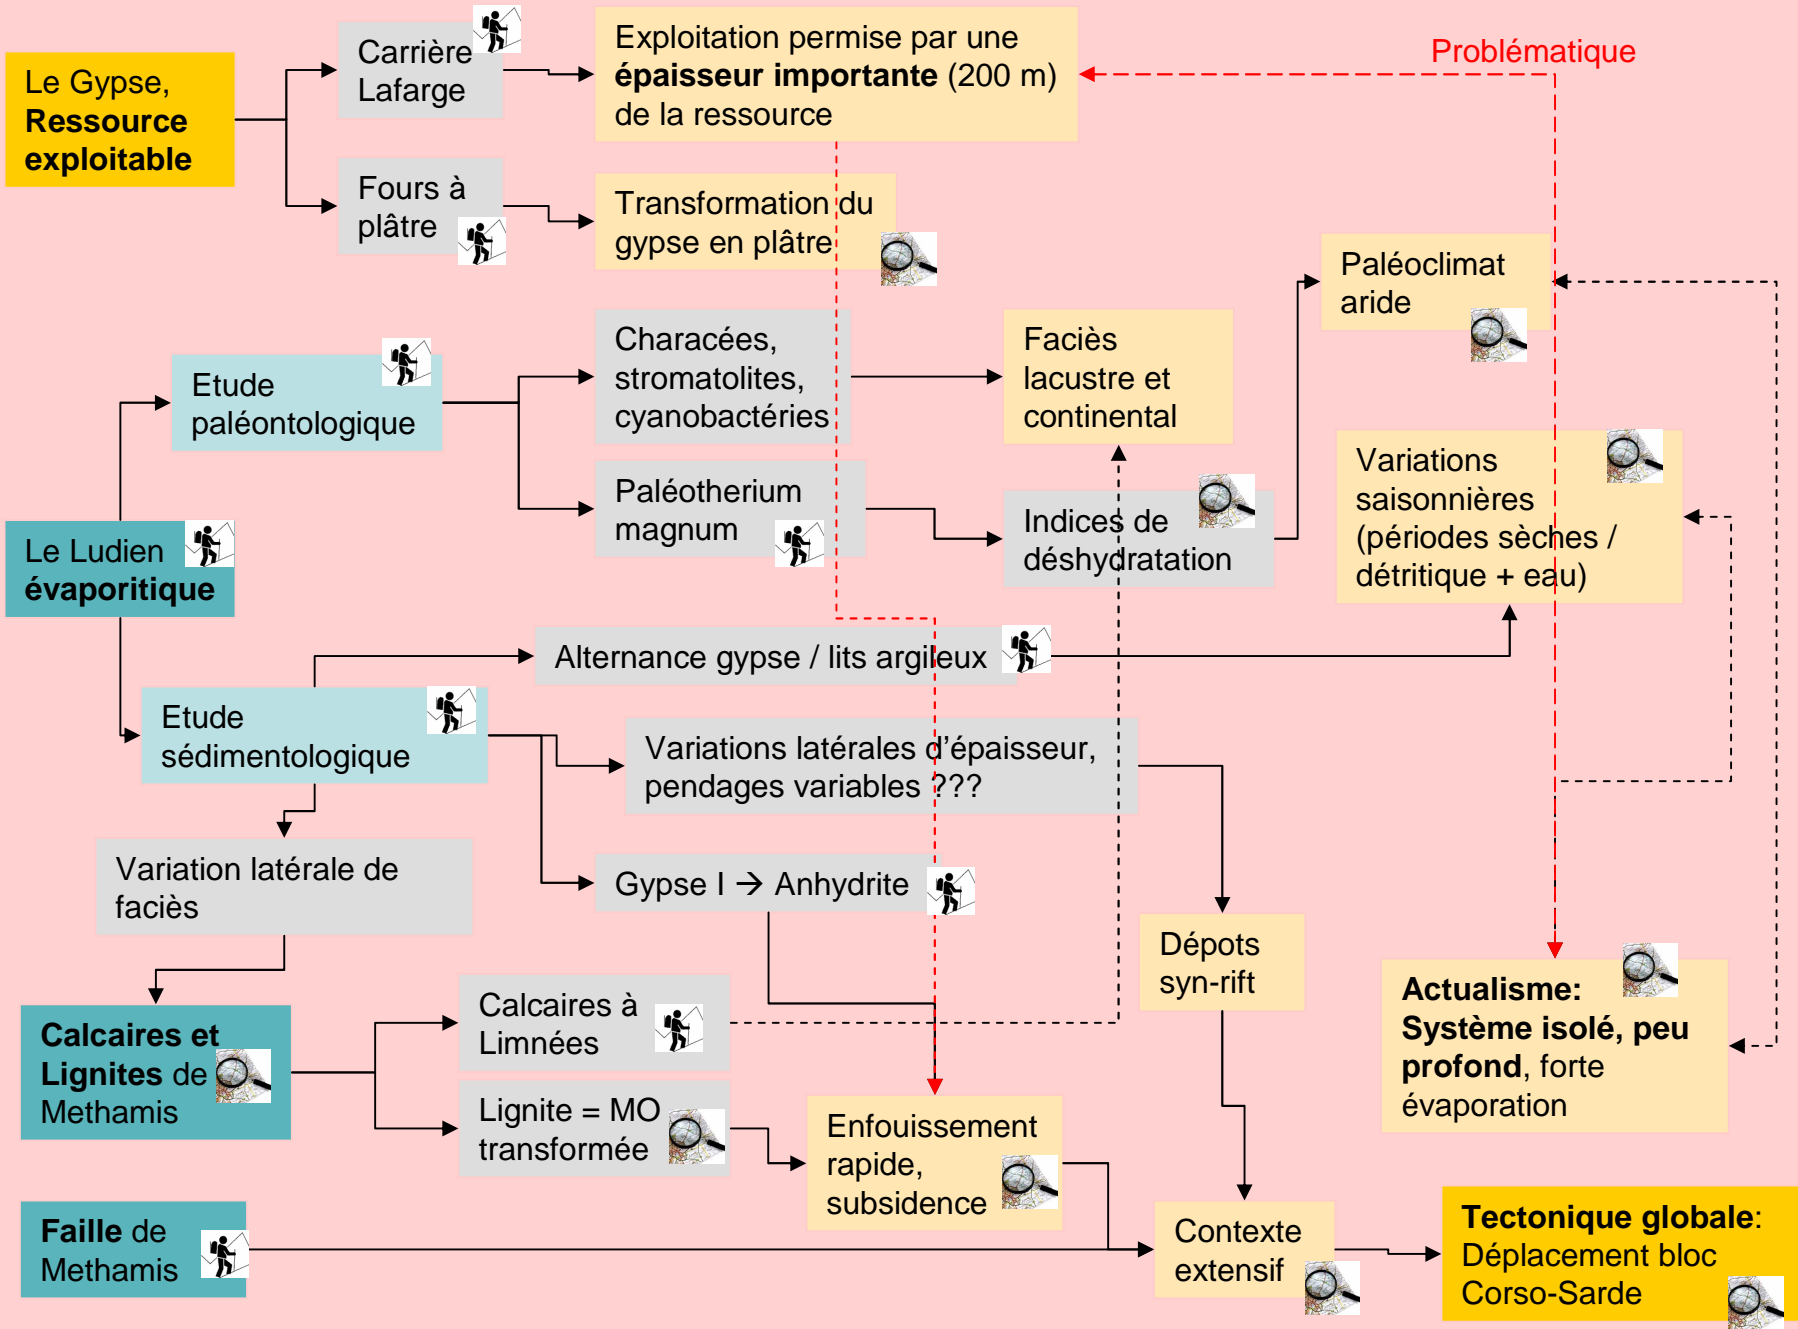 Le Gypse,
Ressource
exploitable
Carrière
Lafarge
Exploitation permise par une
épaisseur importante (200 m)
de la ressource
Problématique
Fours à
plâtre
Transformation du
gypse en plâtre
Paléoclimat
aride
Etude
paléontologique
Characées,
stromatolites,
cyanobactéries
Faciès
lacustre et
continental
Paléotherium
magnum
Indices de
déshydratation
Variations
saisonnières
(périodes sèches /
détritique + eau)
Le Ludien
évaporitique
Alternance gypse / lits argileux
Etude
sédimentologique
Variations latérales d'épaisseur,
pendages variables ???
Variation latérale de
faciès
Gypse I → Anhydrite
Dépots
syn-rift
Actualisme:
Système isolé, peu
profond, forte
évaporation
Calcaires et
Lignites de
Methamis
Calcaires à
Limnées
Lignite = MO
transformée
Enfouissement
rapide,
subsidence
Faille de
Methamis
Contexte
extensif
Tectonique globale:
Déplacement bloc
Corso-Sarde